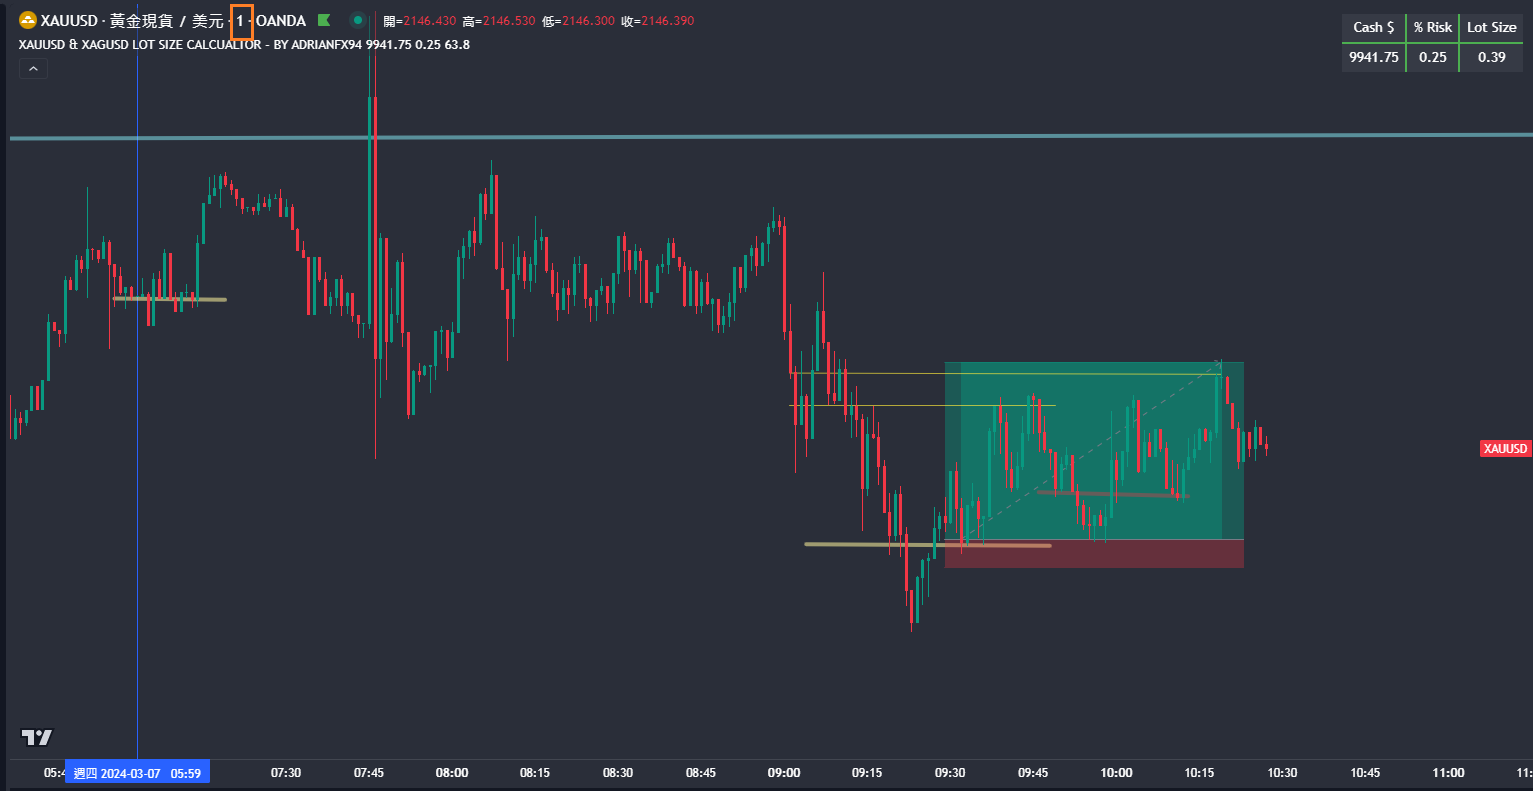 XAUUSD · 黃金現貨 / 美元 · 1 · OANDA 開=2146.430 高=2146.530 低=2146.300 收=2146.390
XAUUSD & XAGUSD LOT SIZE CALCUALTOR - BY ADRIANFX94 9941.75 0.25 63.8
Cash $ % Risk Lot Size
9941.75 0.25 0.39
XAUUSD
05:4 週四 2024-03-07 05:59 07:30 07:45 08:00 08:15 08:30 08:45 09:00 09:15 09:30 09:45 10:00 10:15 10:30 10:45 11:00 11: